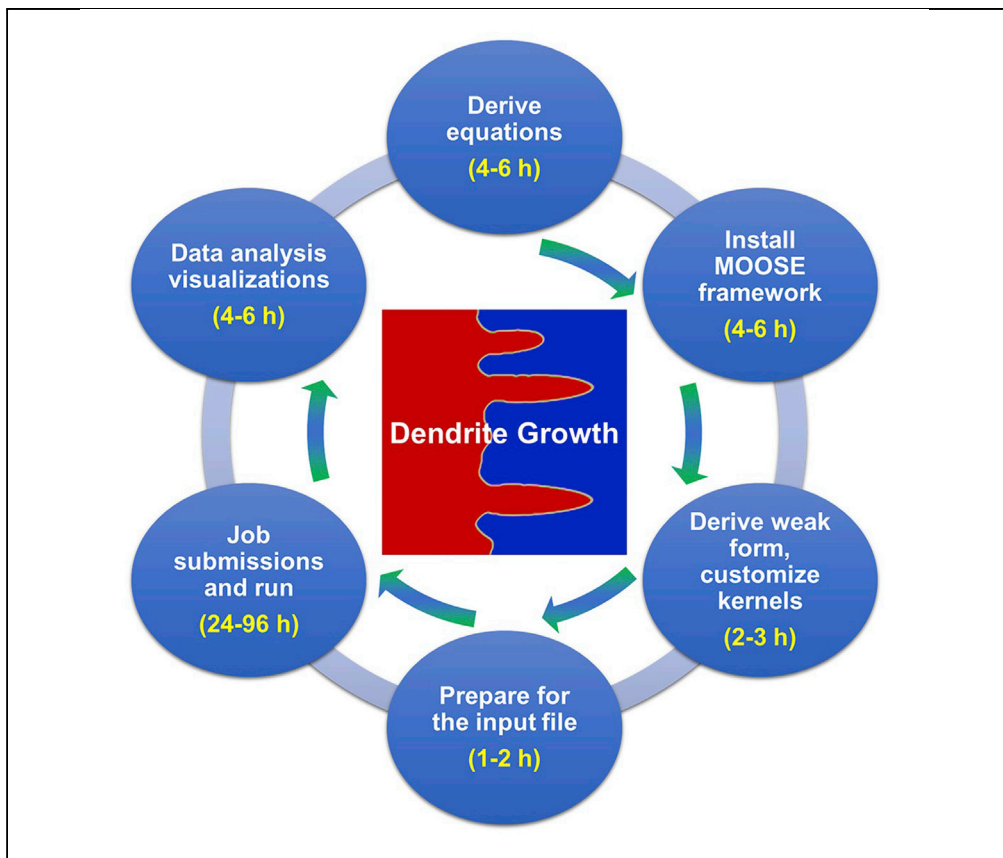 Derive
equations
(4-6 h)
Install
MOOSE
framework
(4-6 h)
Derive weak
form,
customize
kernels
(2-3 h)
Prepare for
the input file
(1-2 h)
Job
submissions
and run
(24-96 h)
Data analysis
visualizations
(4-6 h)
Dendrite Growth